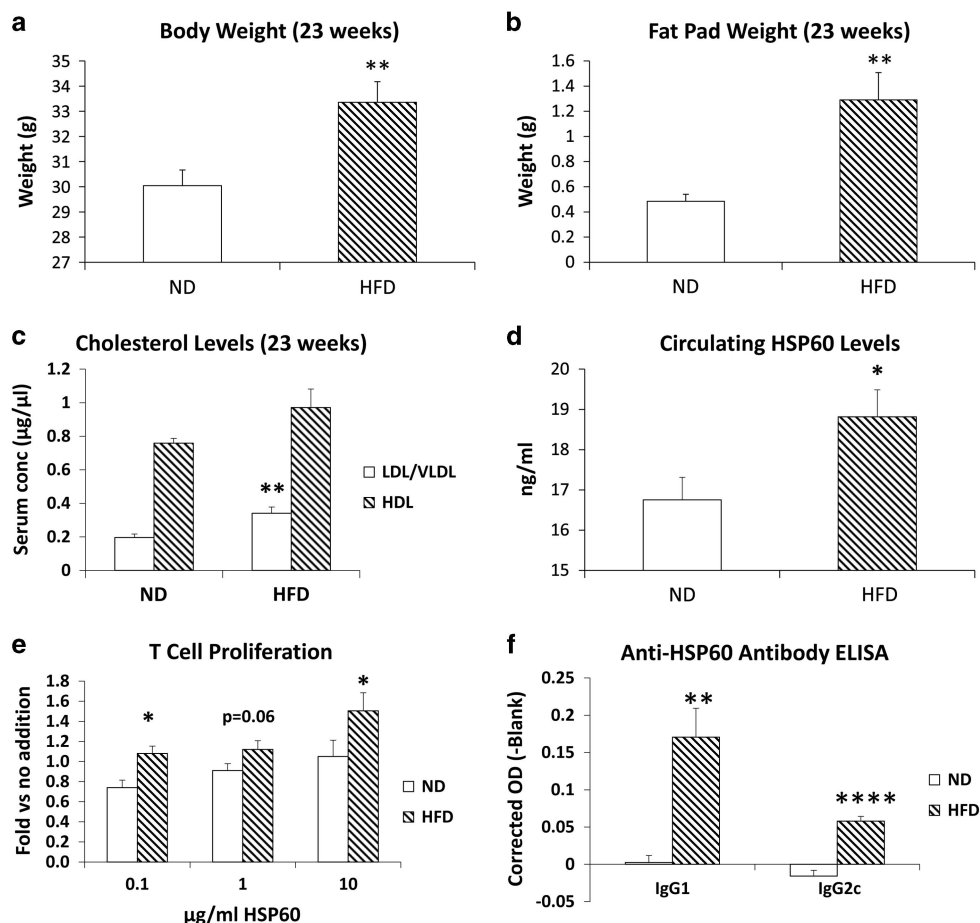 a
Body Weight (23 weeks)
Weight (g)
35
34
33
32
31
30
29
28
27
**
ND
HFD
b
Fat Pad Weight (23 weeks)
Weight (g)
1.6
1.4
1.2
1
0.8
0.6
0.4
0.2
0
**
ND
HFD
c
Cholesterol Levels (23 weeks)
Serum conc (µg/µl)
1.2
1
0.8
0.6
0.4
0.2
0
**
ND
HFD
LDL/VLDL
HDL
d
Circulating HSP60 Levels
ng/ml
20
19
18
17
16
15
*
ND
HFD
e
T Cell Proliferation
Fold vs no addition
1.8
1.6
1.4
1.2
1.0
0.8
0.6
0.4
0.2
0.0
*
p=0.06
*
0.1
1
10
µg/ml HSP60
ND
HFD
f
Anti-HSP60 Antibody ELISA
Corrected OD (-Blank)
0.25
0.2
0.15
0.1
0.05
0
-0.05
**
****
IgG1
IgG2c
ND
HFD